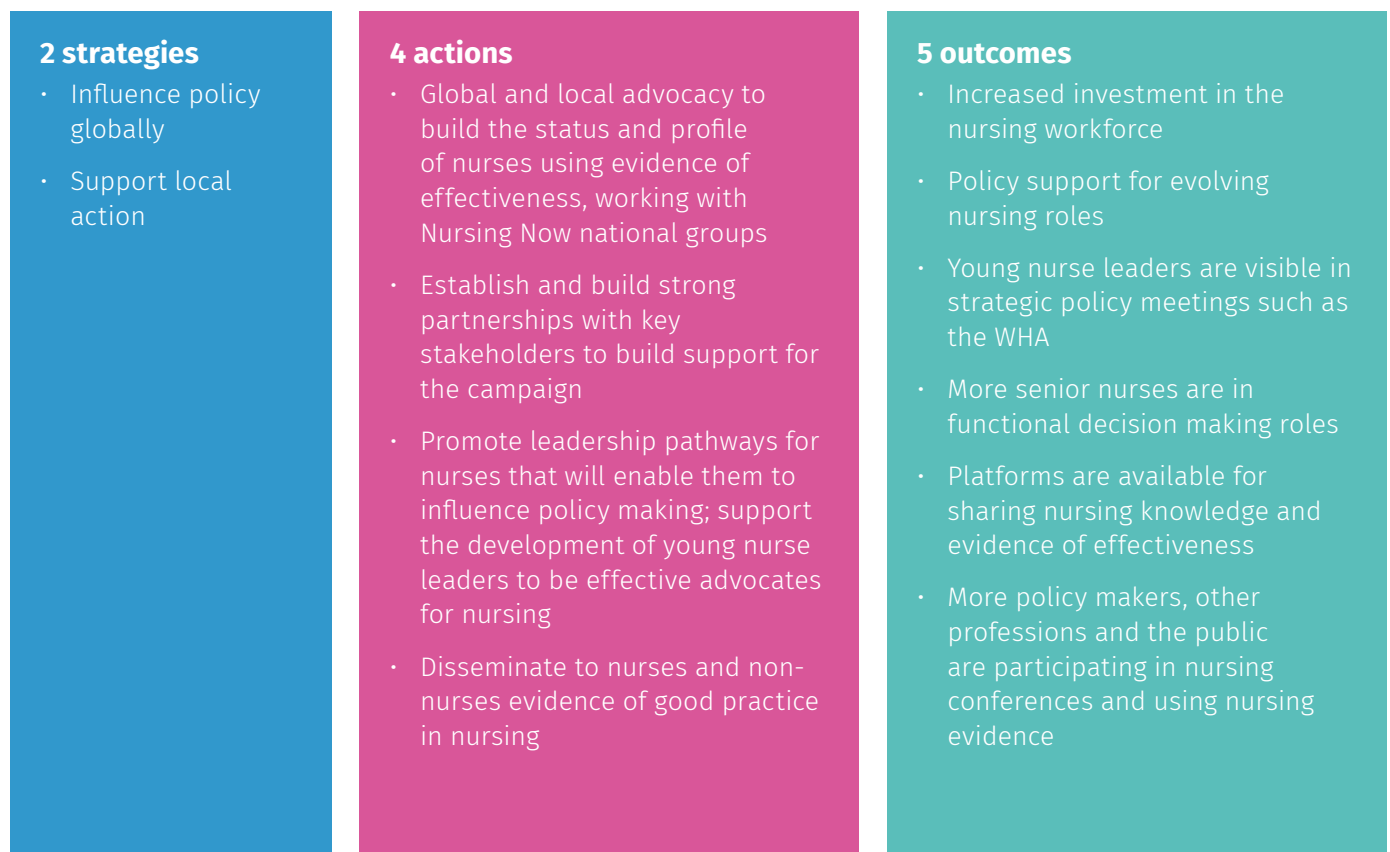 2 strategies
• Influence policy
globally
• Support local
action
4 actions
• Global and local advocacy to
build the status and profile
of nurses using evidence of
effectiveness, working with
Nursing Now national groups
• Establish and build strong
partnerships with key
stakeholders to build support for
the campaign
• Promote leadership pathways for
nurses that will enable them to
influence policy making; support
the development of young nurse
leaders to be effective advocates
for nursing
• Disseminate to nurses and non-
nurses evidence of good practice
in nursing
5 outcomes
• Increased investment in the
nursing workforce
• Policy support for evolving
nursing roles
• Young nurse leaders are visible in
strategic policy meetings such as
the WHA
• More senior nurses are in
functional decision making roles
• Platforms are available for
sharing nursing knowledge and
evidence of effectiveness
• More policy makers, other
professions and the public
are participating in nursing
conferences and using nursing
evidence